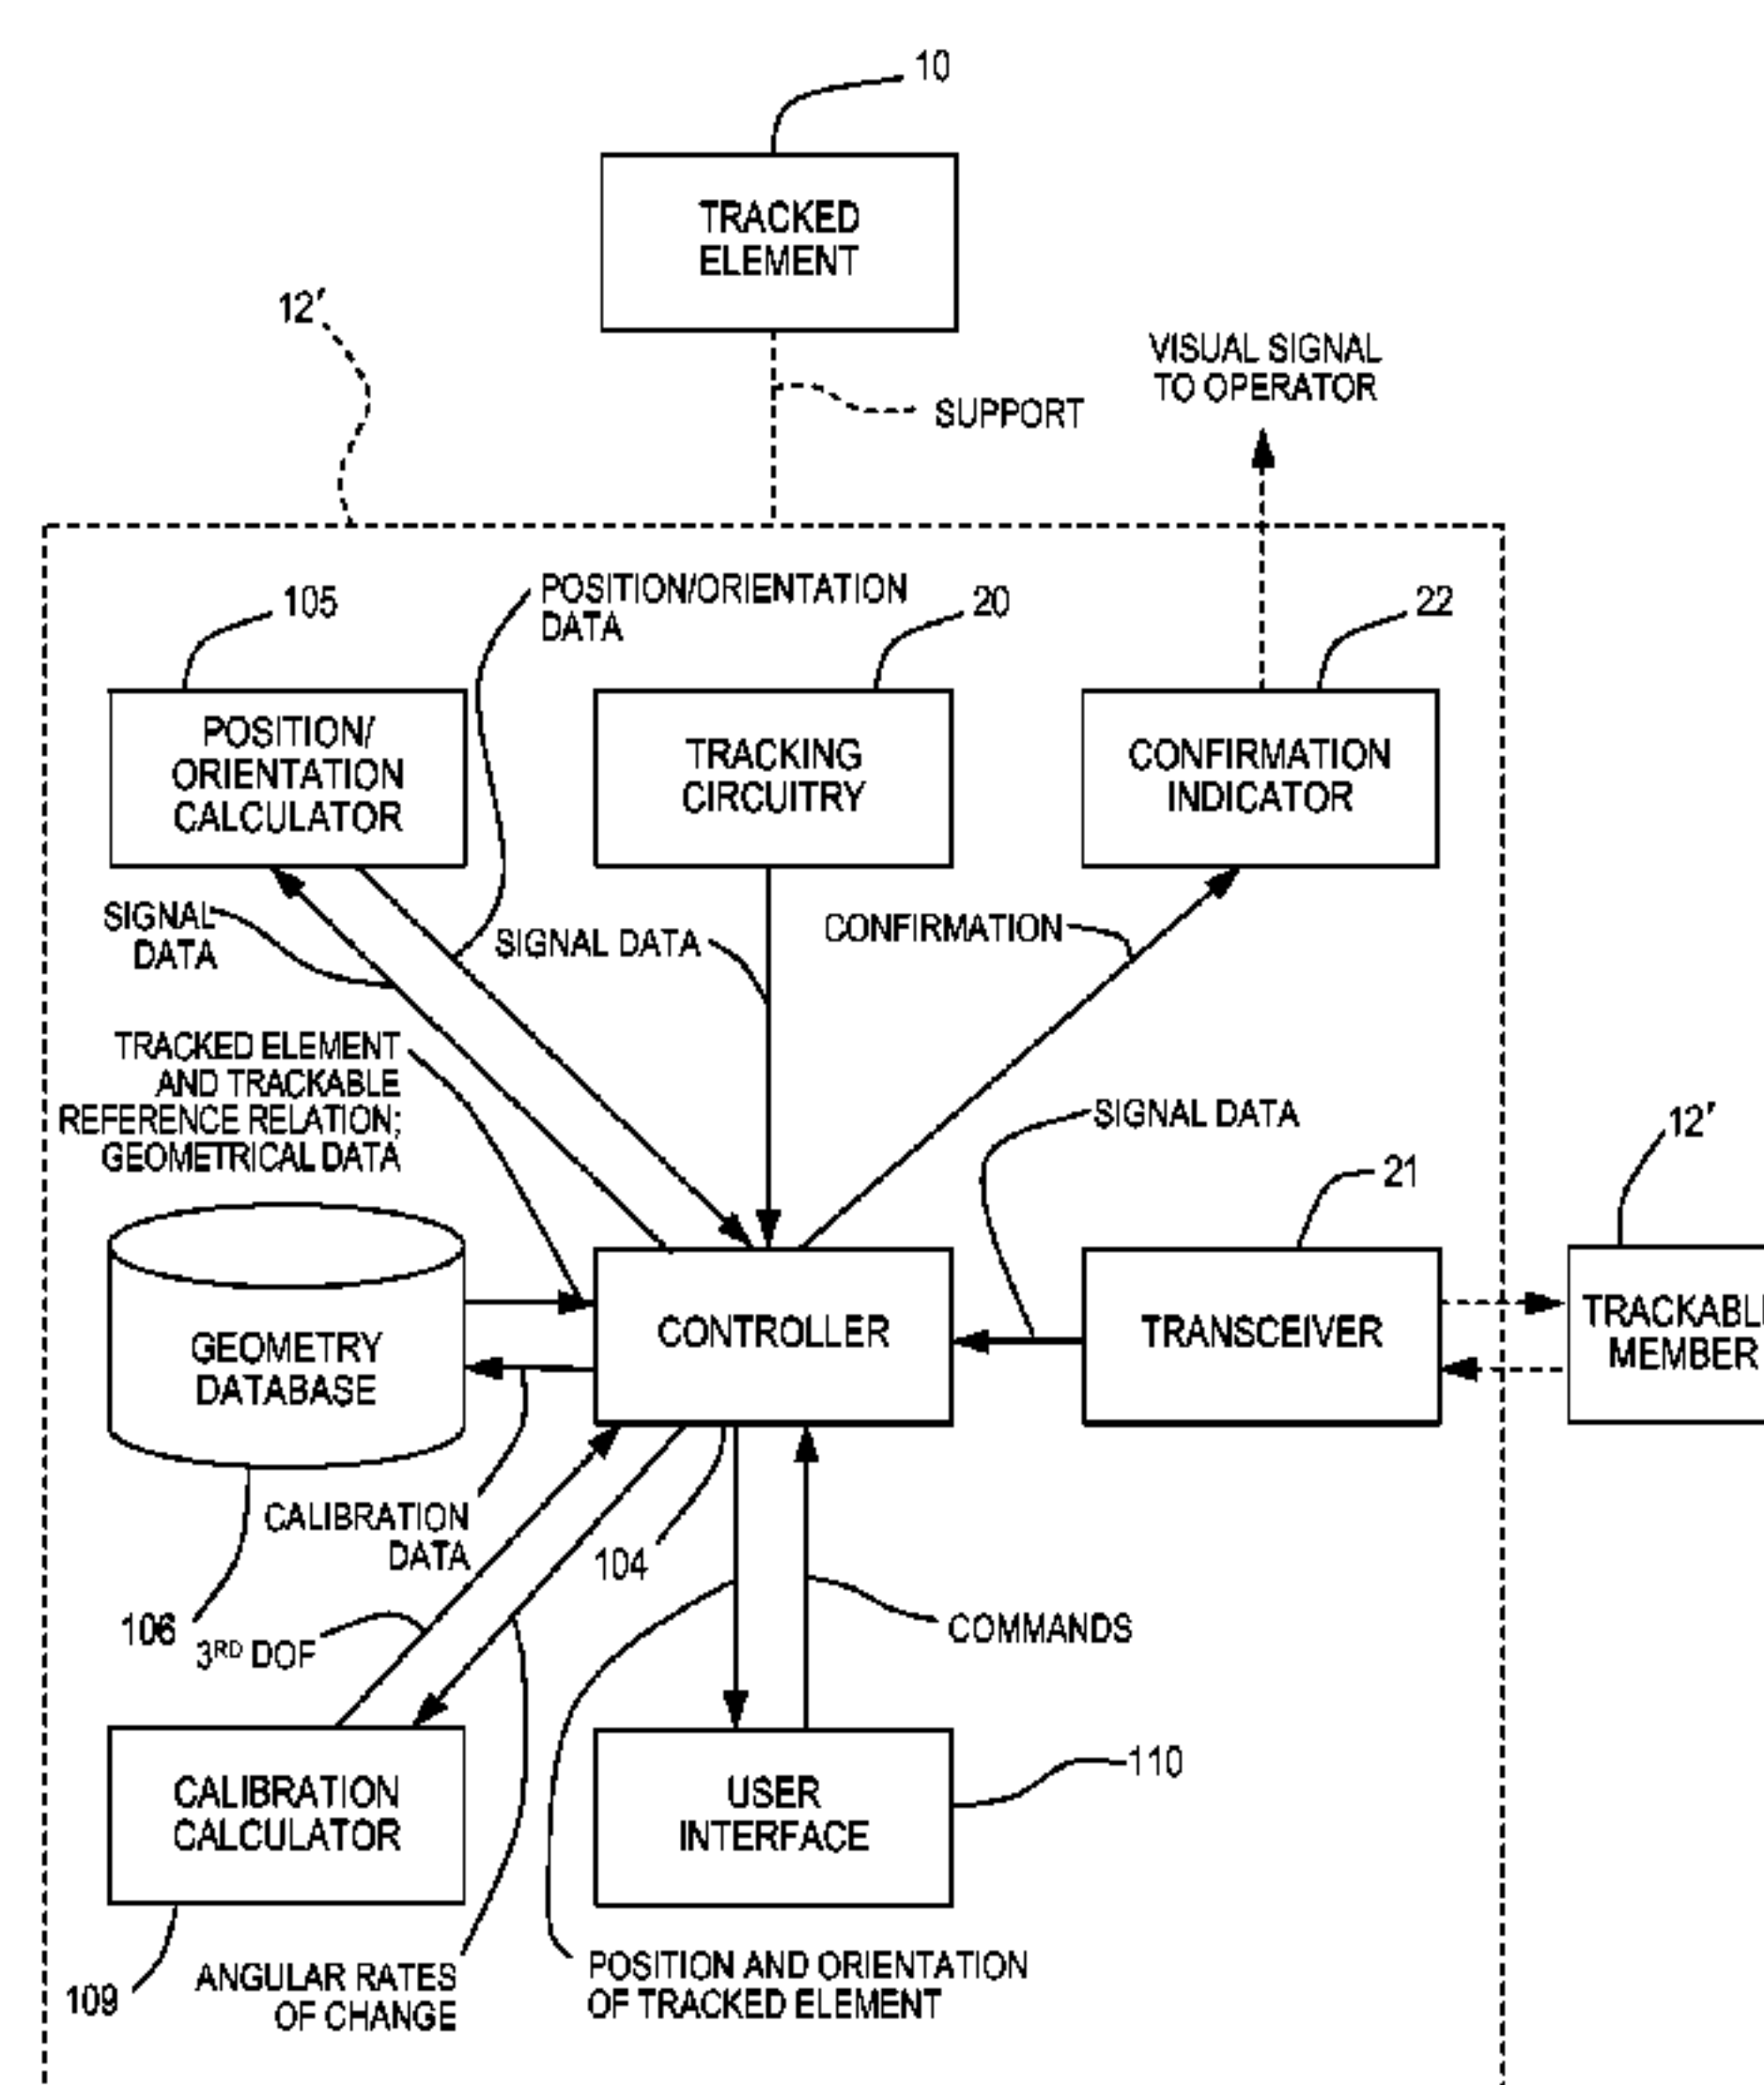 10
TRACKED
ELEMENT
12'
VISUAL SIGNAL
TO OPERATOR
SUPPORT
105
POSITION/ORIENTATION
DATA
20
22
POSITION/
ORIENTATION
CALCULATOR
TRACKING
CIRCUITRY
CONFIRMATION
INDICATOR
SIGNAL
DATA
SIGNAL DATA
CONFIRMATION
TRACKED ELEMENT
AND TRACKABLE
REFERENCE RELATION;
GEOMETRICAL DATA
SIGNAL DATA
21
12'
GEOMETRY
DATABASE
CONTROLLER
TRANSCEIVER
TRACKABLE
MEMBER
CALIBRATION
DATA
104
106
3RD DOF
COMMANDS
CALIBRATION
CALCULATOR
USER
INTERFACE
110
109
ANGULAR RATES
OF CHANGE
POSITION AND ORIENTATION
OF TRACKED ELEMENT